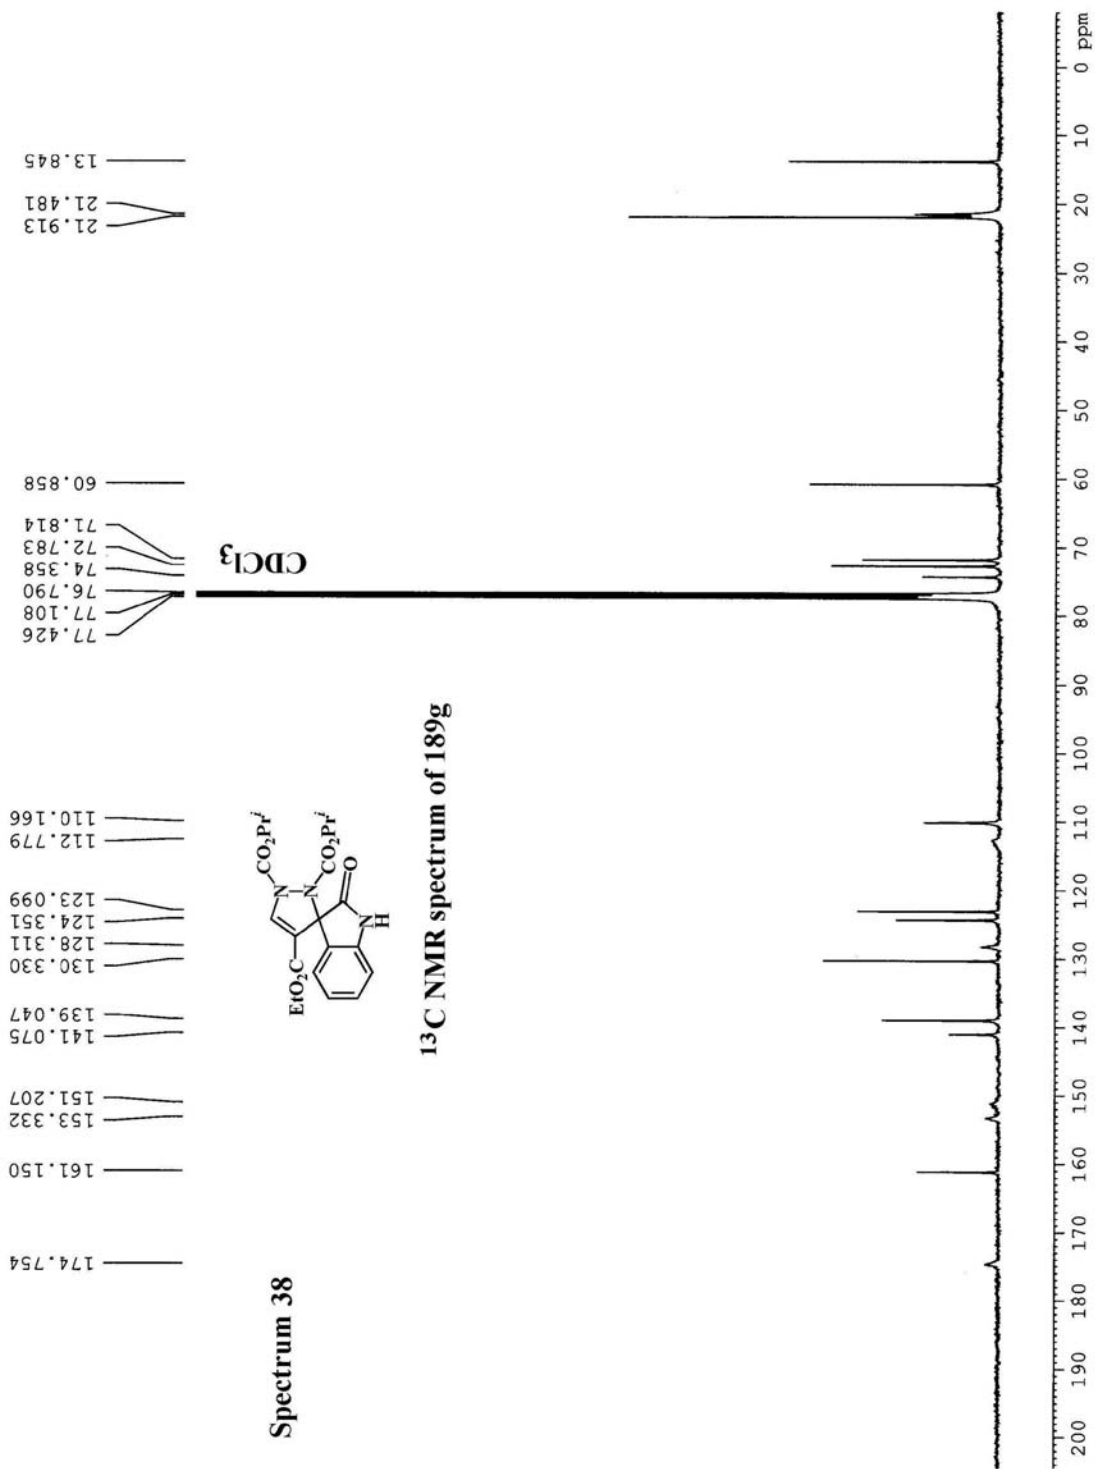 Spectrum 38
174.754
161.150
153.332
151.207
141.075
139.047
130.330
128.311
124.351
123.099
112.779
110.166
77.426
77.108
76.790
74.358
72.783
71.814
60.858
21.913
21.481
13.845
CDCl₃
CO₂Prⁱ
EtO₂C
N
N
CO₂Prⁱ
O
N
H
¹³C NMR spectrum of 189g
200 190 180 170 160 150 140 130 120 110 100 90 80 70 60 50 40 30 20 10 0 ppm